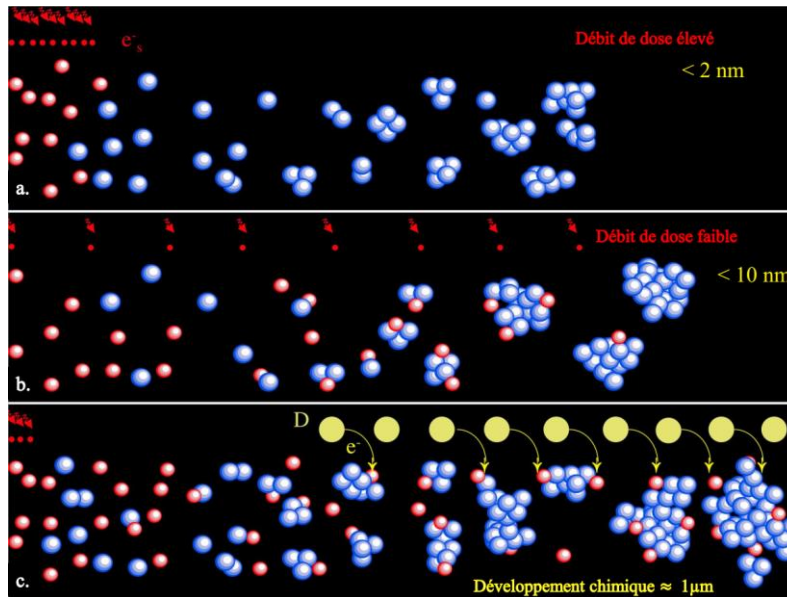 e⁻s
Débit de dose élevé
< 2 nm
a.
Débit de dose faible
< 10 nm
b.
D
e⁻
c.
Développement chimique ≈ 1µm